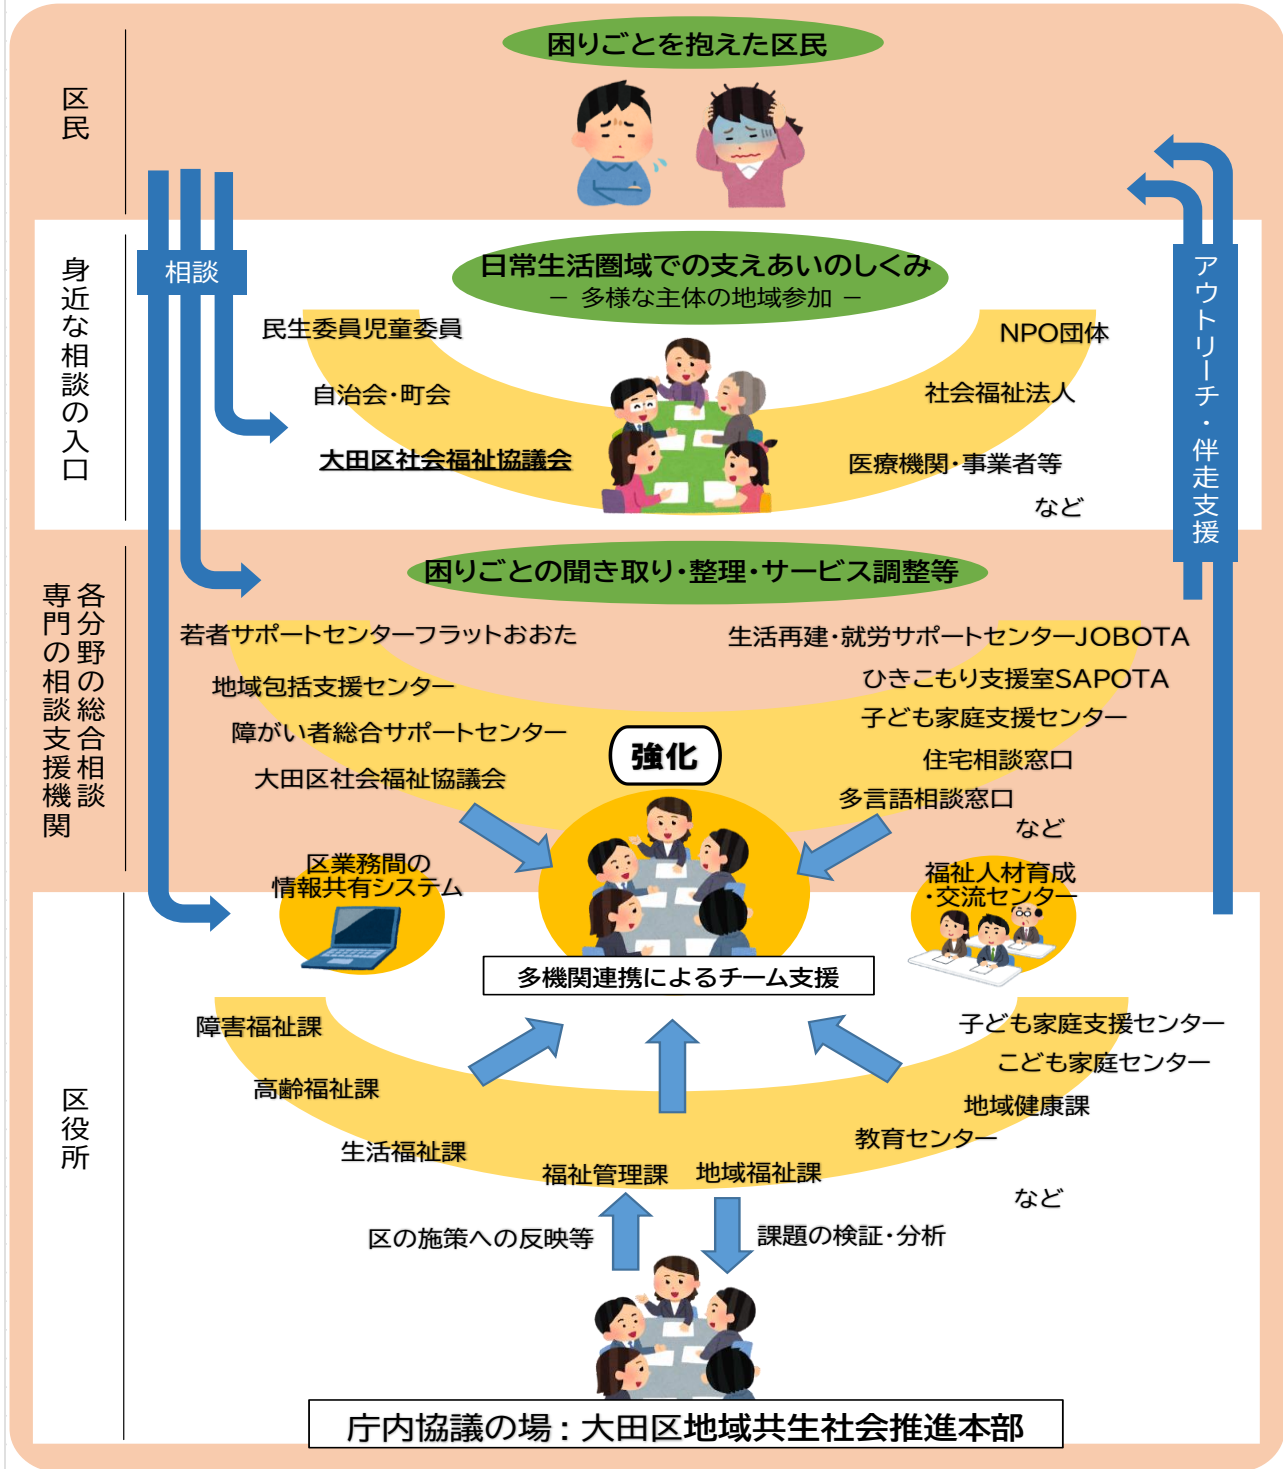 困りごとを抱えた区民
区民
相談
アウトリーチ・伴走支援
身近な相談の入口
日常生活圏域での支えあいのしくみ
－ 多様な主体の地域参加 －
民生委員児童委員
自治会・町会
大田区社会福祉協議会
NPO団体
社会福祉法人
医療機関・事業者等
など
各分野の総合相談
専門の相談支援機関
困りごとの聞き取り・整理・サービス調整等
若者サポートセンターフラットおおた
地域包括支援センター
障がい者総合サポートセンター
大田区社会福祉協議会
生活再建・就労サポートセンターJOBOTA
ひきこもり支援室SAPOTA
子ども家庭支援センター
住宅相談窓口
多言語相談窓口
など
強化
区業務間の
情報共有システム
福祉人材育成
・交流センター
多機関連携によるチーム支援
区役所
障害福祉課
高齢福祉課
生活福祉課
福祉管理課
地域福祉課
教育センター
地域健康課
こども家庭センター
子ども家庭支援センター
など
区の施策への反映等
課題の検証・分析
庁内協議の場：大田区地域共生社会推進本部